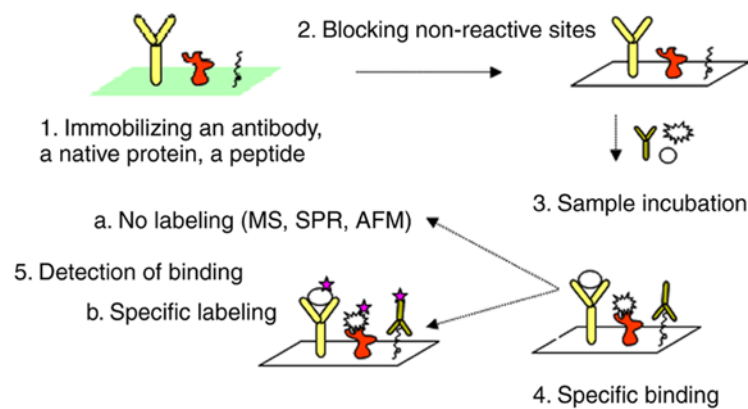 2. Blocking non-reactive sites
1. Immobilizing an antibody,
a native protein, a peptide
3. Sample incubation
a. No labeling (MS, SPR, AFM)
5. Detection of binding
b. Specific labeling
4. Specific binding